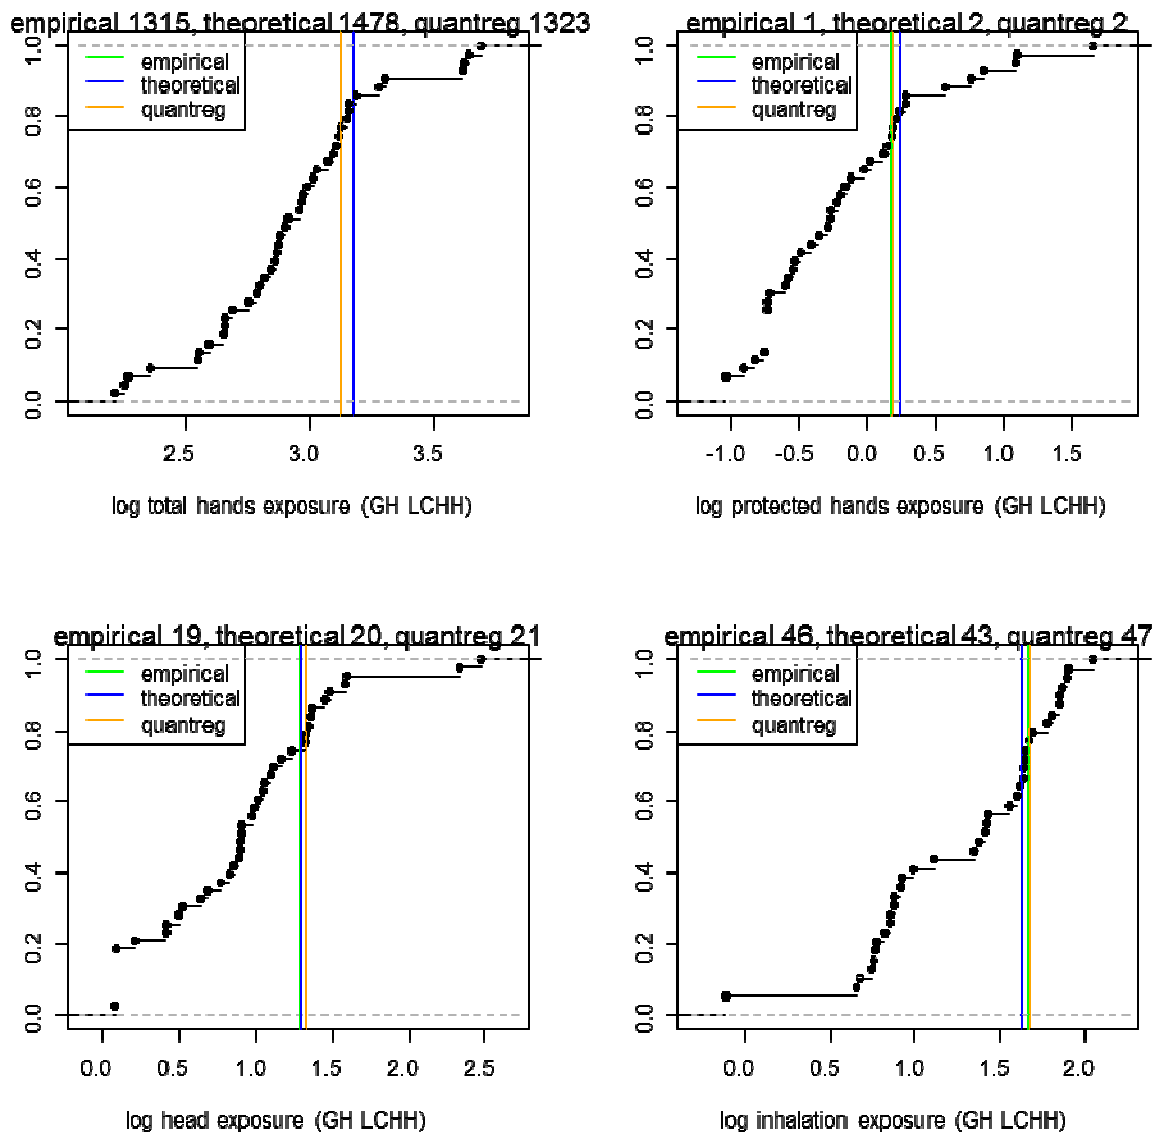 empirical 1315, theoretical 1478, quantreg 1323
empirical
theoretical
quantreg
0.0 0.2 0.4 0.6 0.8 1.0
2.5 3.0 3.5
log total hands exposure (GH LCHH)
empirical 1, theoretical 2, quantreg 2
empirical
theoretical
quantreg
0.0 0.2 0.4 0.6 0.8 1.0
-1.0 -0.5 0.0 0.5 1.0 1.5
log protected hands exposure (GH LCHH)
empirical 19, theoretical 20, quantreg 21
empirical
theoretical
quantreg
0.0 0.2 0.4 0.6 0.8 1.0
0.0 0.5 1.0 1.5 2.0 2.5
log head exposure (GH LCHH)
empirical 46, theoretical 43, quantreg 47
empirical
theoretical
quantreg
0.0 0.2 0.4 0.6 0.8 1.0
0.0 0.5 1.0 1.5 2.0
log inhalation exposure (GH LCHH)